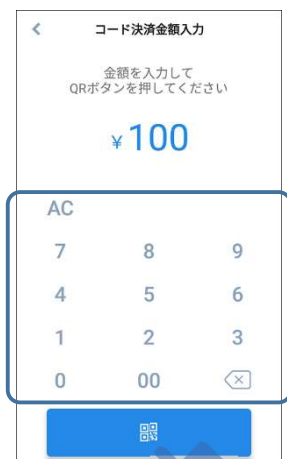 コード決済金額入力
金額を入力して
QRボタンを押してください
¥100
AC
7 8 9
4 5 6
1 2 3
0 00